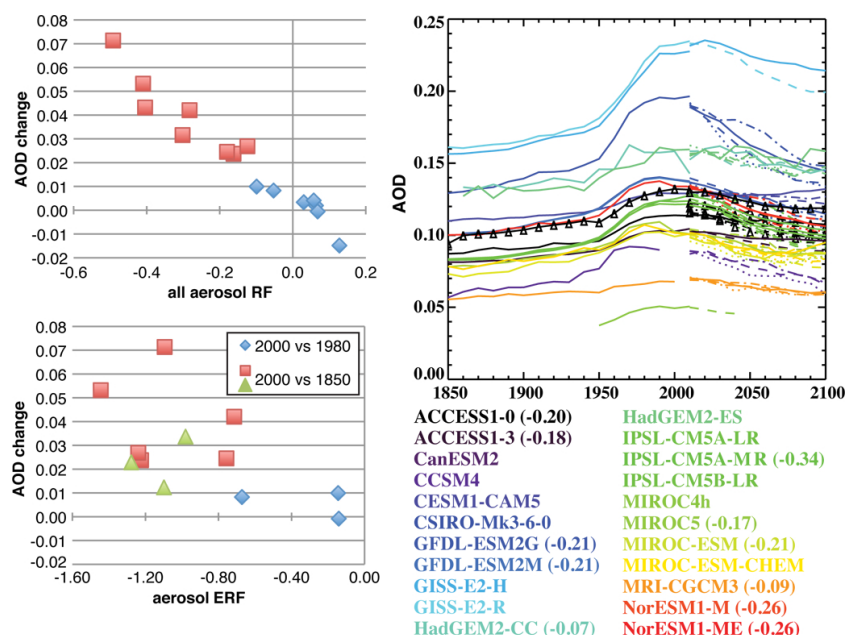 0.08
0.07
0.06
0.05
0.04
0.03
0.02
0.01
0.00
-0.01
-0.02
AOD change
-0.6 -0.4 -0.2 0.0 0.2
all aerosol RF
0.08
0.07
0.06
0.05
0.04
0.03
0.02
0.01
0.00
-0.01
-0.02
AOD change
2000 vs 1980
2000 vs 1850
-1.60 -1.20 -0.80 -0.40 0.00
aerosol ERF
0.25
0.20
0.15
0.10
0.05
0.00
AOD
1850 1900 1950 2000 2050 2100
ACCESS1-0 (-0.20)
ACCESS1-3 (-0.18)
CanESM2
CCSM4
CESM1-CAM5
CSIRO-Mk3-6-0
GFDL-ESM2G (-0.21)
GFDL-ESM2M (-0.21)
GISS-E2-H
GISS-E2-R
HadGEM2-CC (-0.07)
HadGEM2-ES
IPSL-CM5A-LR
IPSL-CM5A-MR (-0.34)
IPSL-CM5B-LR
MIROC4h
MIROC5 (-0.17)
MIROC-ESM (-0.21)
MIROC-ESM-CHEM
MRI-CGCM3 (-0.09)
NorESM1-M (-0.26)
NorESM1-ME (-0.26)